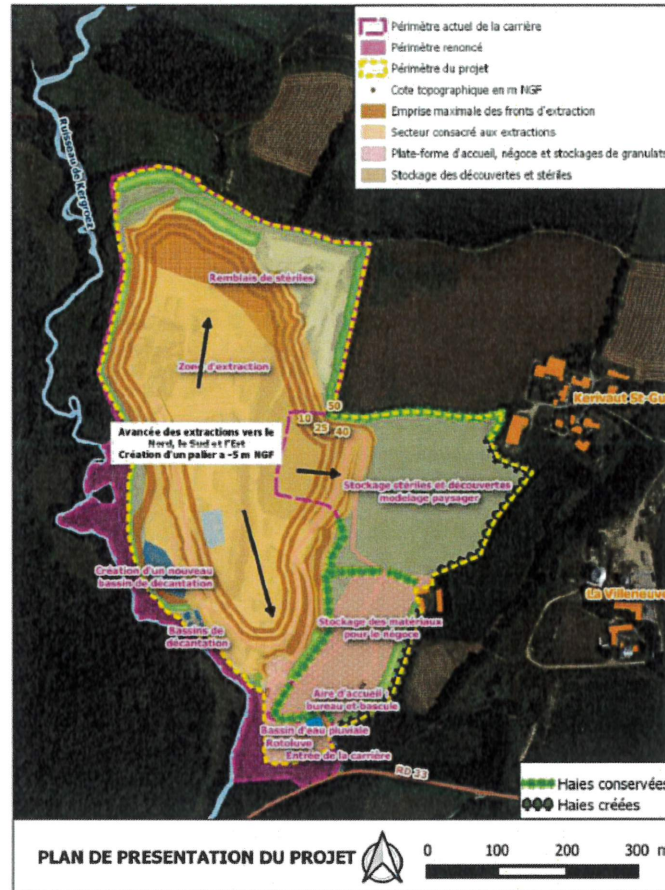 Périmètre actuel de la carrière
Périmètre renoncé
Périmètre du projet
Cote topographique en m NGF
Emprise maximale des fronts d'extraction
Secteur consacré aux extractions
Plate-forme d'accueil, négoce et stockages de granulats
Stockage des découvertes et stériles
Ruisseau de Kergroez
Remblais de stériles
Zone d'extraction
50
10
25
40
Avancée des extractions vers le
Nord, le Sud et l'Est
Création d'un palier a -5 m NGF
Kerivaut St-Gu
Stockage stériles et découvertes
modelage paysager
Création d'un nouveau
bassin de décantation
La Villeneuve
Stockage des matériaux
pour le négoce
Bassins de
décantation
Aire d'accueil :
bureau et bascule
Bassin d'eau pluviale
Rotoluve
Entrée de la carrière
RD 33
Haies conservées
Haies créées
PLAN DE PRESENTATION DU PROJET
0 100 200 300 m